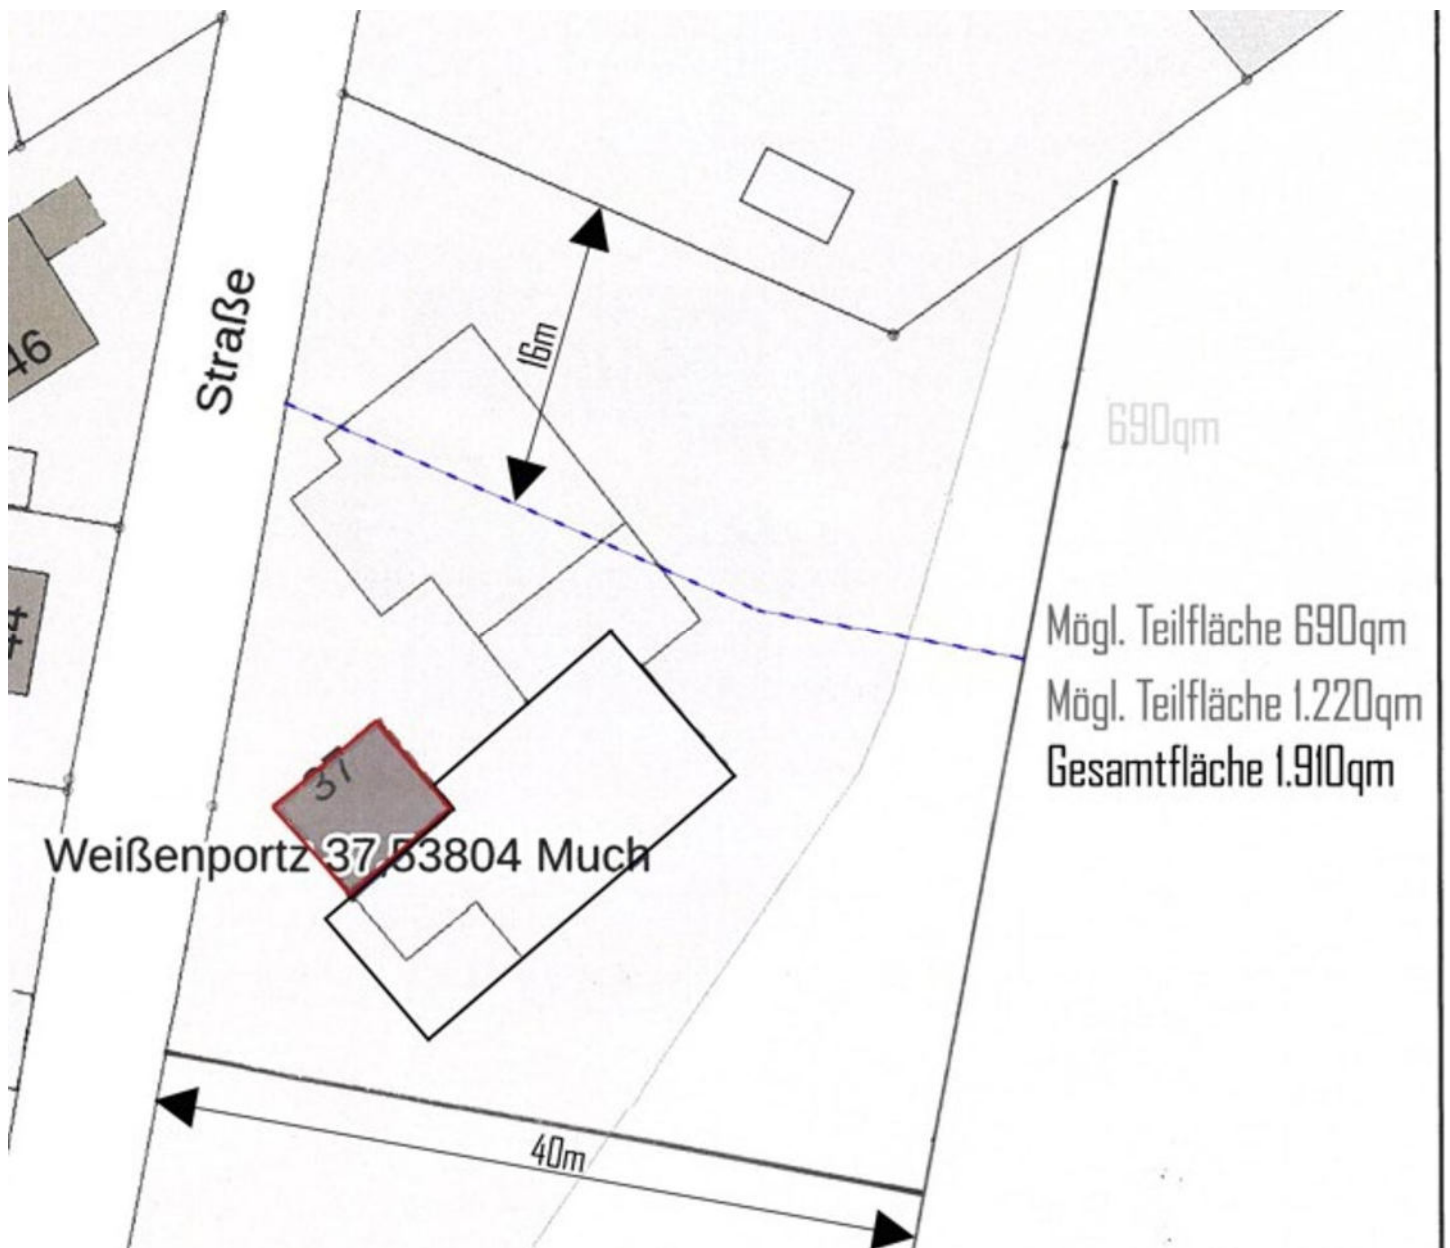 46
Straße
16m
690qm
44
Mögl. Teilfläche 690qm
Mögl. Teilfläche 1.220qm
Gesamtfläche 1.910qm
37
Weißenportz 37,53804 Much
40m